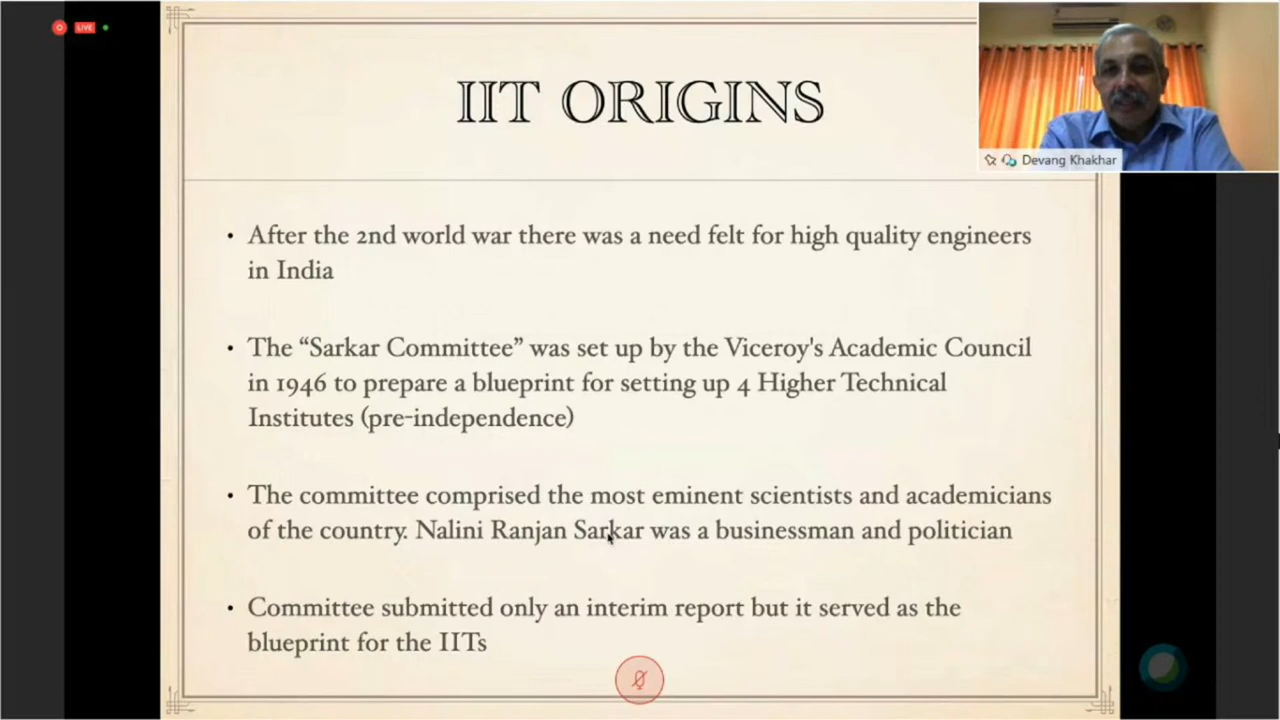 LIVE
IIT ORIGINS
Devang Khakhar
• After the 2nd world war there was a need felt for high quality engineers
in India
• The “Sarkar Committee” was set up by the Viceroy's Academic Council
in 1946 to prepare a blueprint for setting up 4 Higher Technical
Institutes (pre-independence)
• The committee comprised the most eminent scientists and academicians
of the country. Nalini Ranjan Sarkar was a businessman and politician
• Committee submitted only an interim report but it served as the
blueprint for the IITs